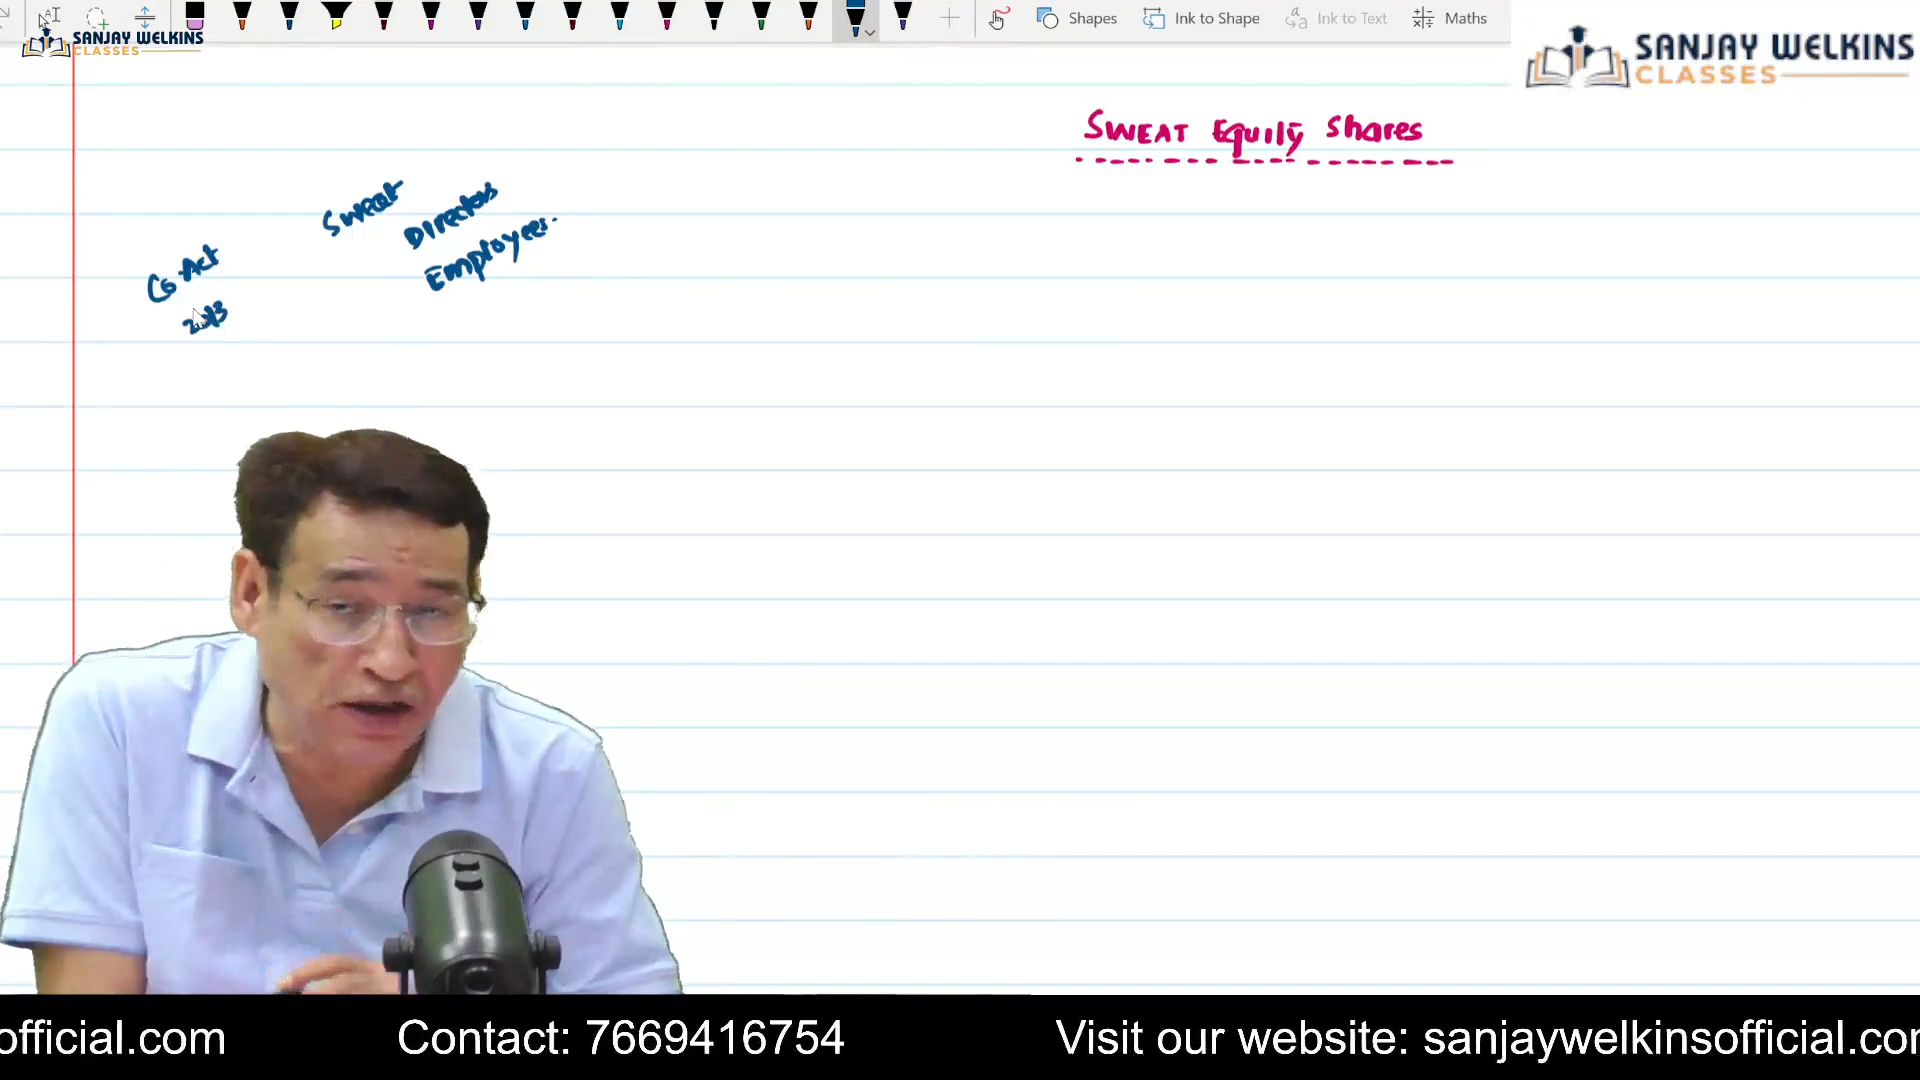 Shapes Ink to Shape Ink to Text Maths
SANJAY WELKINS
CLASSES
SANJAY WELKINS
CLASSES
SWEAT Equity Shares
Sweat
Directors
Employees.
Co Act
2013
official.com Contact: 7669416754 Visit our website: sanjaywelkinsofficial.com